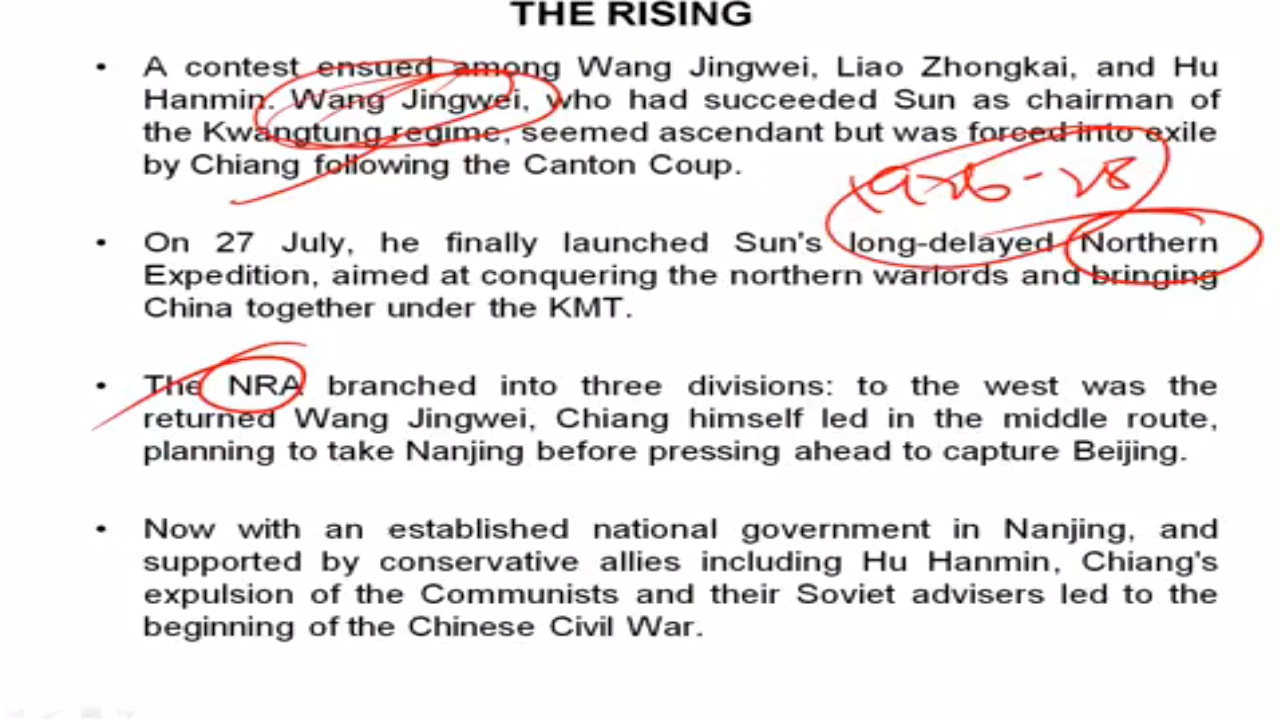 THE RISING
• A contest ensued among Wang Jingwei, Liao Zhongkai, and Hu
Hanmin. Wang Jingwei, who had succeeded Sun as chairman of
the Kwangtung regime, seemed ascendant but was forced into exile
by Chiang following the Canton Coup.
1926-28
• On 27 July, he finally launched Sun's long-delayed Northern
Expedition, aimed at conquering the northern warlords and bringing
China together under the KMT.
• The NRA branched into three divisions: to the west was the
returned Wang Jingwei, Chiang himself led in the middle route,
planning to take Nanjing before pressing ahead to capture Beijing.
• Now with an established national government in Nanjing, and
supported by conservative allies including Hu Hanmin, Chiang's
expulsion of the Communists and their Soviet advisers led to the
beginning of the Chinese Civil War.